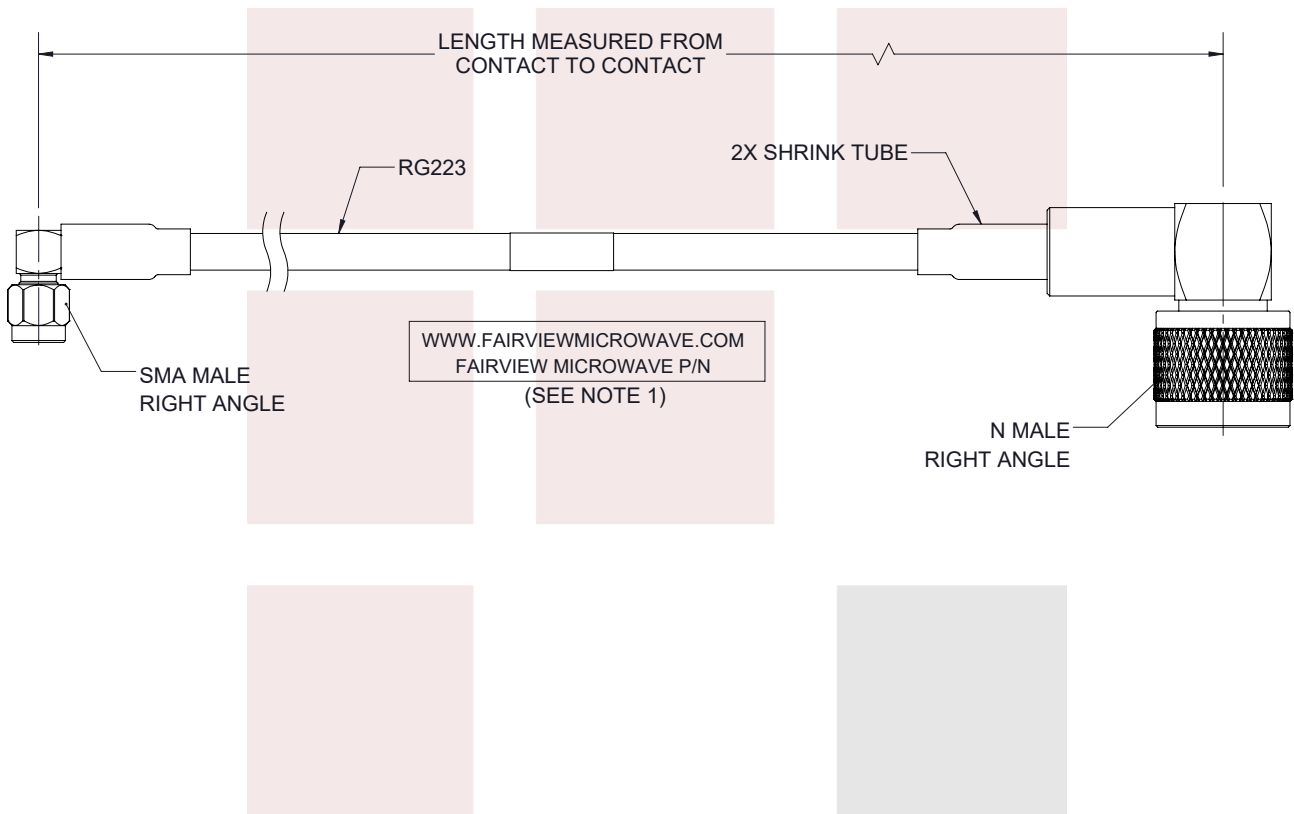 LENGTH MEASURED FROM
CONTACT TO CONTACT
RG223
2X SHRINK TUBE
WWW.FAIRVIEWMICROWAVE.COM
FAIRVIEW MICROWAVE P/N
(SEE NOTE 1)
SMA MALE
RIGHT ANGLE
N MALE
RIGHT ANGLE